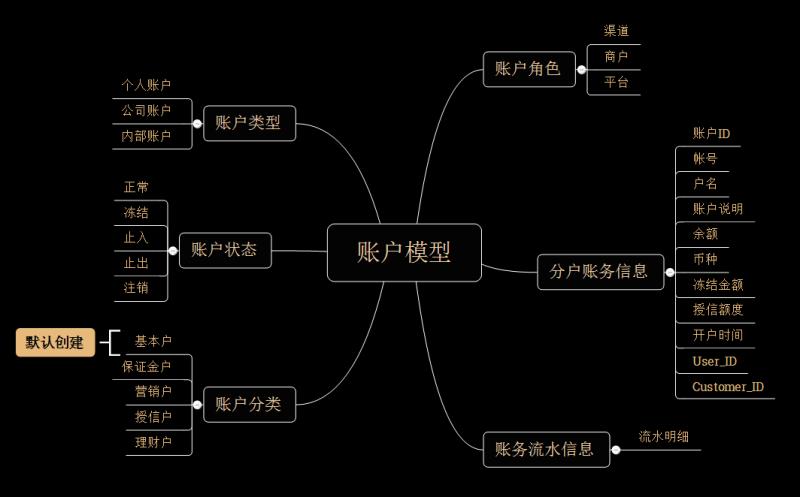 账户模型
账户类型
个人账户
公司账户
内部账户
账户状态
正常
冻结
止入
止出
注销
账户分类
基本户
保证金户
营销户
授信户
理财户
默认创建
账户角色
渠道
商户
平台
分户账务信息
账户ID
帐号
户名
账户说明
余额
币种
冻结金额
授信额度
开户时间
User_ID
Customer_ID
账务流水信息
流水明细